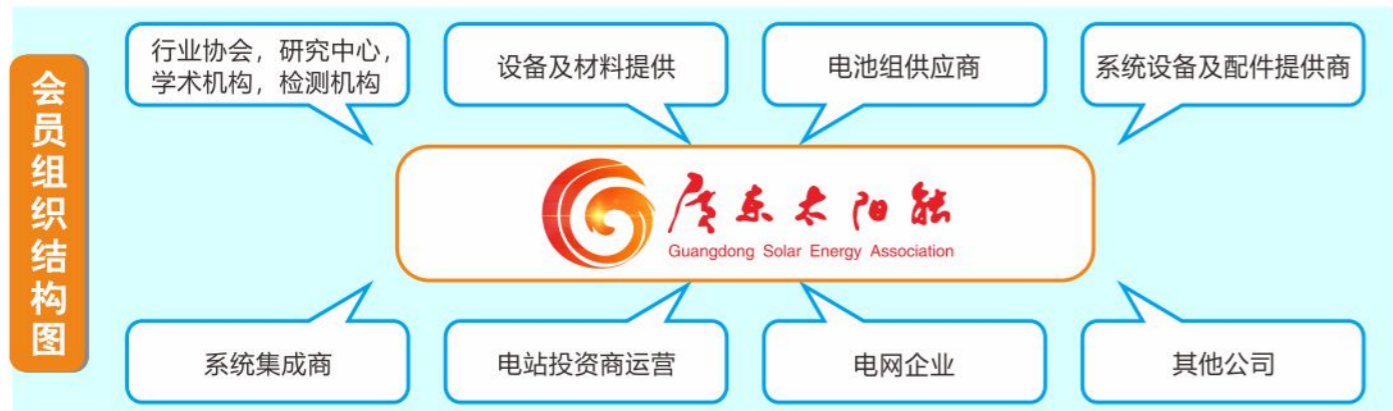 会员组织结构图
行业协会，研究中心，
学术机构，检测机构
设备及材料提供
电池组供应商
系统设备及配件提供商
廣东太阳能
Guangdong Solar Energy Association
系统集成商
电站投资商运营
电网企业
其他公司